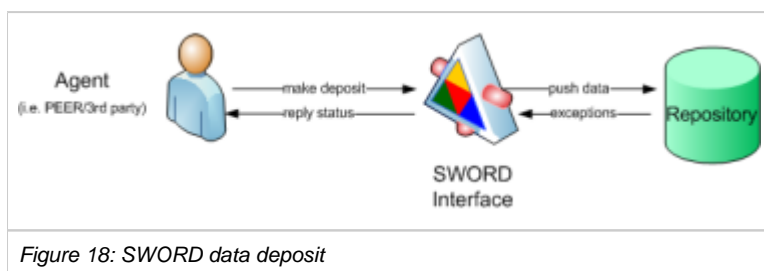 Agent
(i.e. PEER/3rd party)
make deposit
reply status
SWORD
Interface
push data
exceptions
Repository
Figure 18: SWORD data deposit